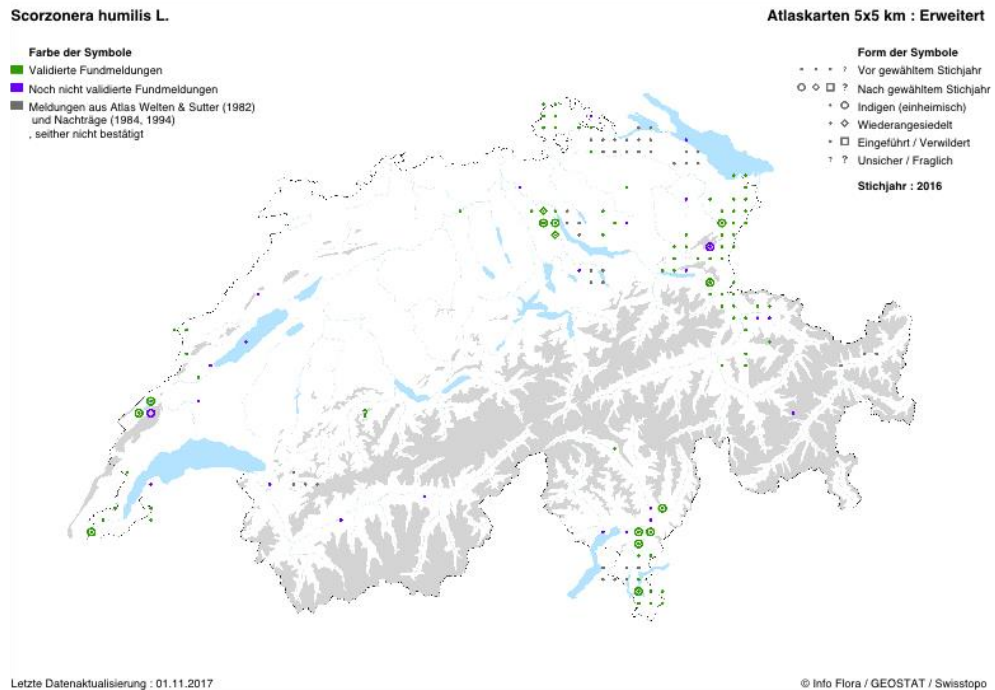 Scorzonera humilis L.
Atlaskarten 5x5 km : Erweitert
Farbe der Symbole
Validierte Fundmeldungen
Noch nicht validierte Fundmeldungen
Meldungen aus Atlas Welten & Sutter (1982)
und Nachträge (1984, 1994)
, seither nicht bestätigt
Form der Symbole
? Vor gewähltem Stichjahr
? Nach gewähltem Stichjahr
Indigen (einheimisch)
Wiederangesiedelt
Eingeführt / Verwildert
? ? Unsicher / Fraglich
Stichjahr : 2016
?
Letzte Datenaktualisierung : 01.11.2017
© Info Flora / GEOSTAT / Swisstopo